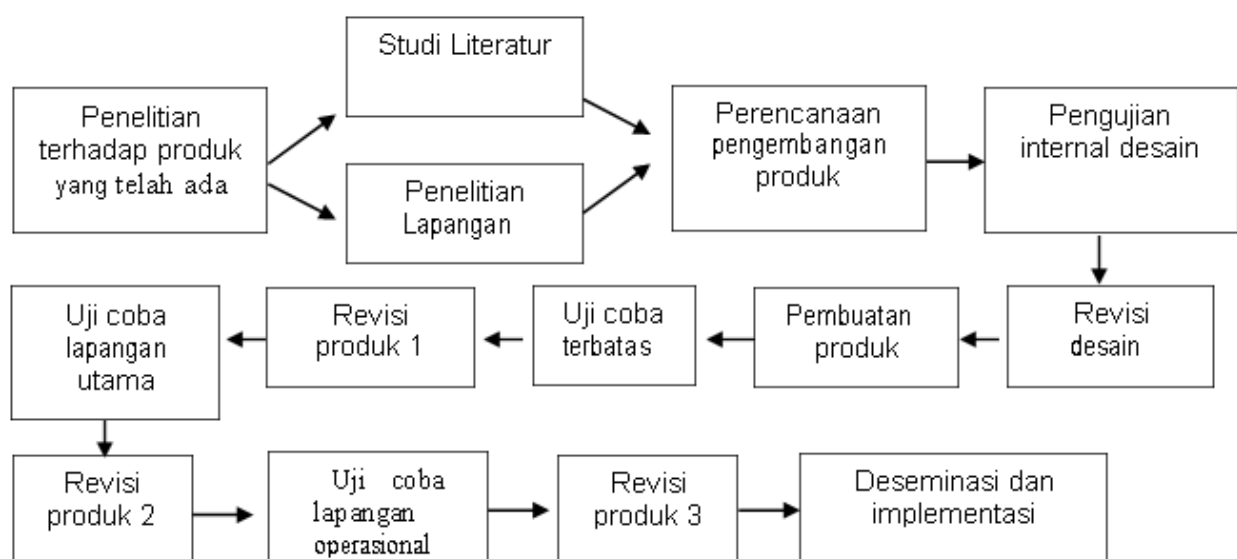 Studi Literatur
Penelitian
terhadap produk
yang telah ada
Penelitian
Lapangan
Perencanaan
pengembangan
produk
Pengujian
internal desain
Revisi
desain
Pembuatan
produk
Uji coba
terbatas
Revisi
produk 1
Uji coba
lapangan
utama
Revisi
produk 2
Uji coba
lapangan
operasional
Revisi
produk 3
Deseminasi dan
implementasi